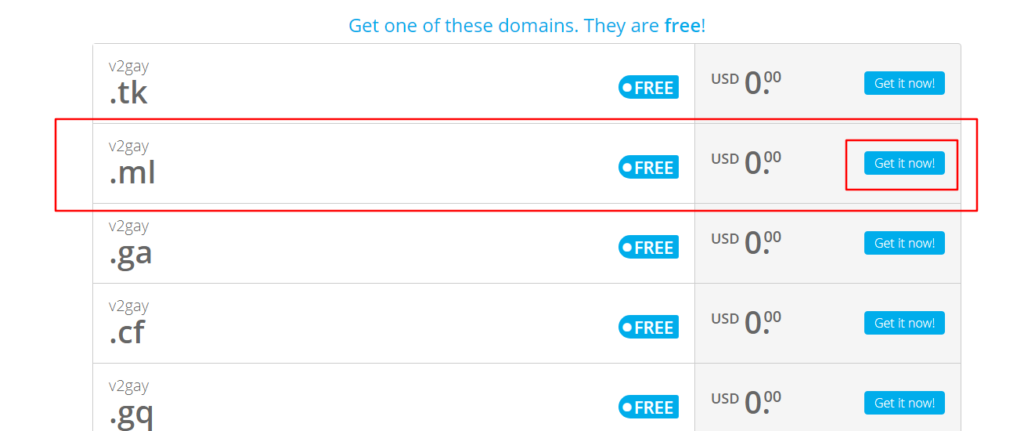 Get one of these domains. They are free!
v2gay
.tk
FREE
USD 0.00
Get it now!
v2gay
.ml
FREE
USD 0.00
Get it now!
v2gay
.ga
FREE
USD 0.00
Get it now!
v2gay
.cf
FREE
USD 0.00
Get it now!
v2gay
.gq
FREE
USD 0.00
Get it now!